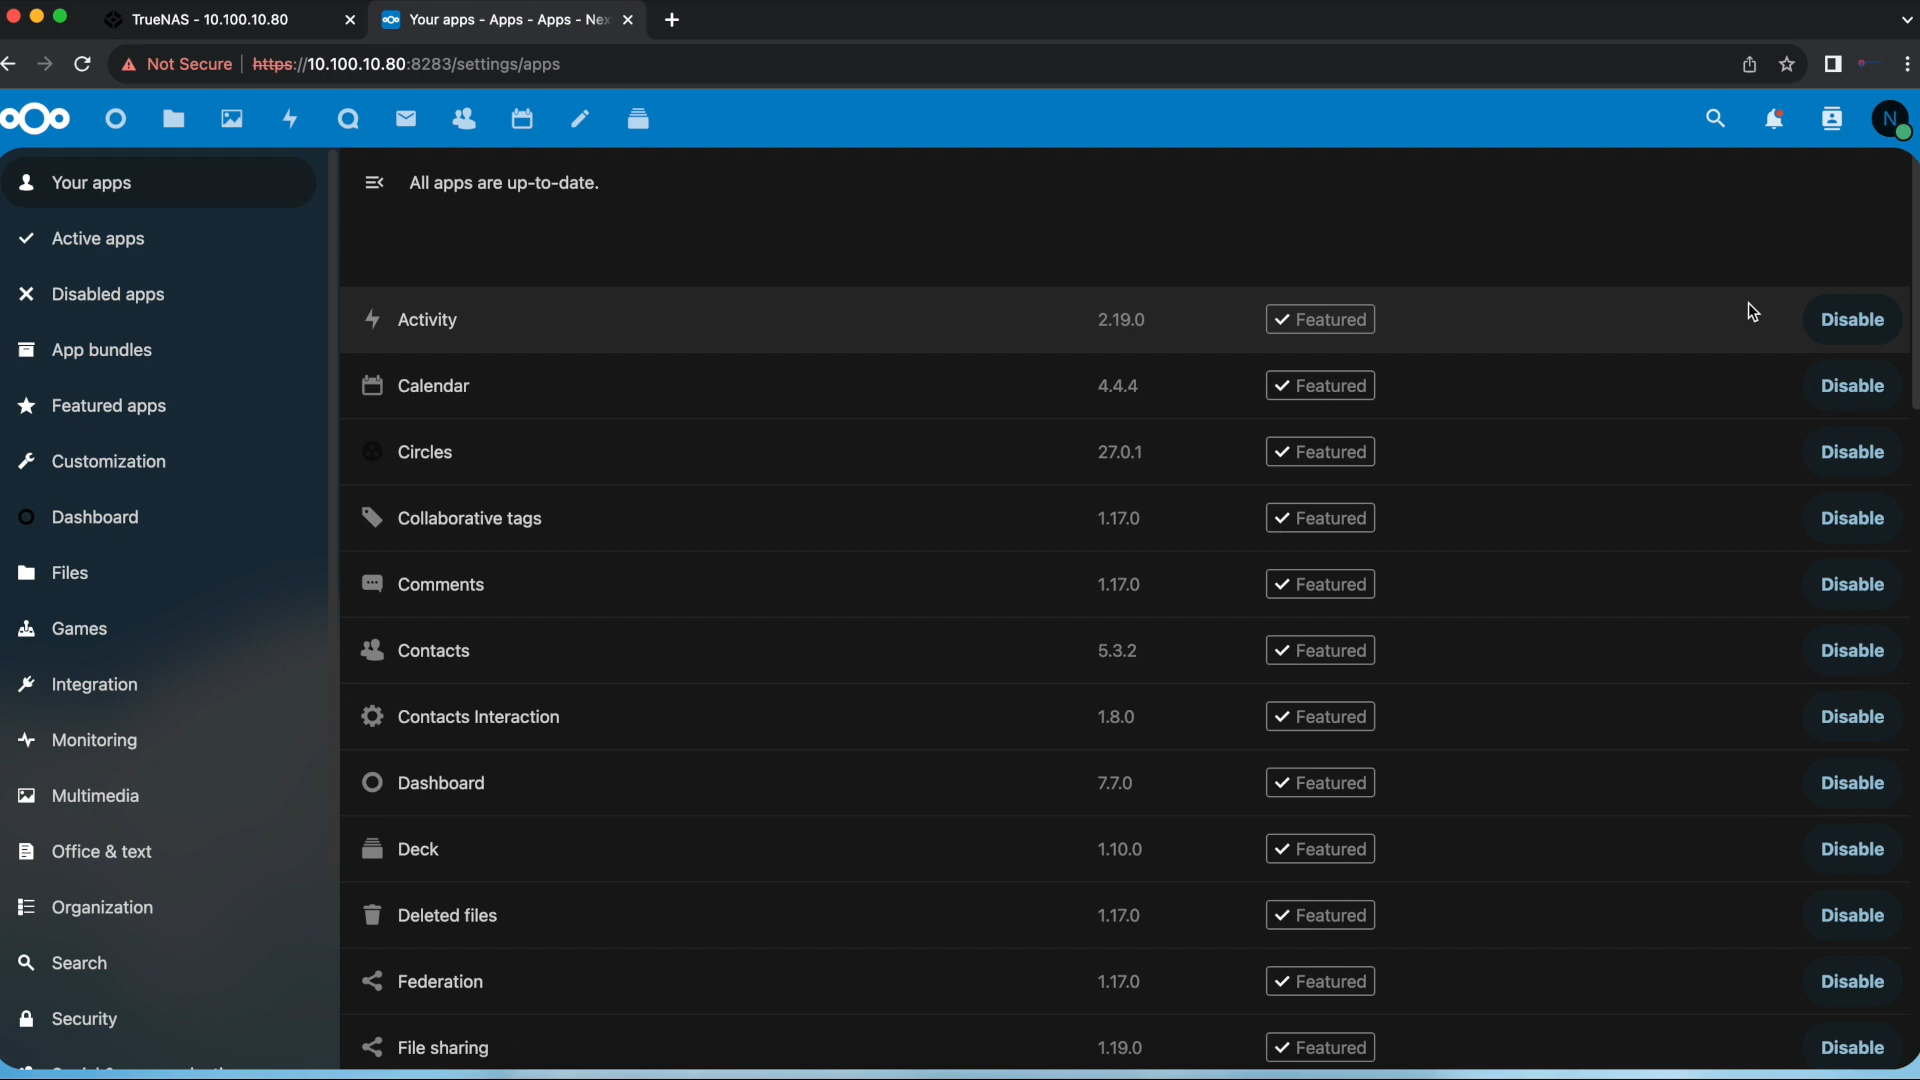 TrueNAS - 10.100.10.80
Your apps - Apps - Apps - Nex
Not Secure
https://10.100.10.80:8283/settings/apps
N
Your apps
Active apps
Disabled apps
App bundles
Featured apps
Customization
Dashboard
Files
Games
Integration
Monitoring
Multimedia
Office & text
Organization
Search
Security
All apps are up-to-date.
Activity 2.19.0 Featured Disable
Calendar 4.4.4 Featured Disable
Circles 27.0.1 Featured Disable
Collaborative tags 1.17.0 Featured Disable
Comments 1.17.0 Featured Disable
Contacts 5.3.2 Featured Disable
Contacts Interaction 1.8.0 Featured Disable
Dashboard 7.7.0 Featured Disable
Deck 1.10.0 Featured Disable
Deleted files 1.17.0 Featured Disable
Federation 1.17.0 Featured Disable
File sharing 1.19.0 Featured Disable